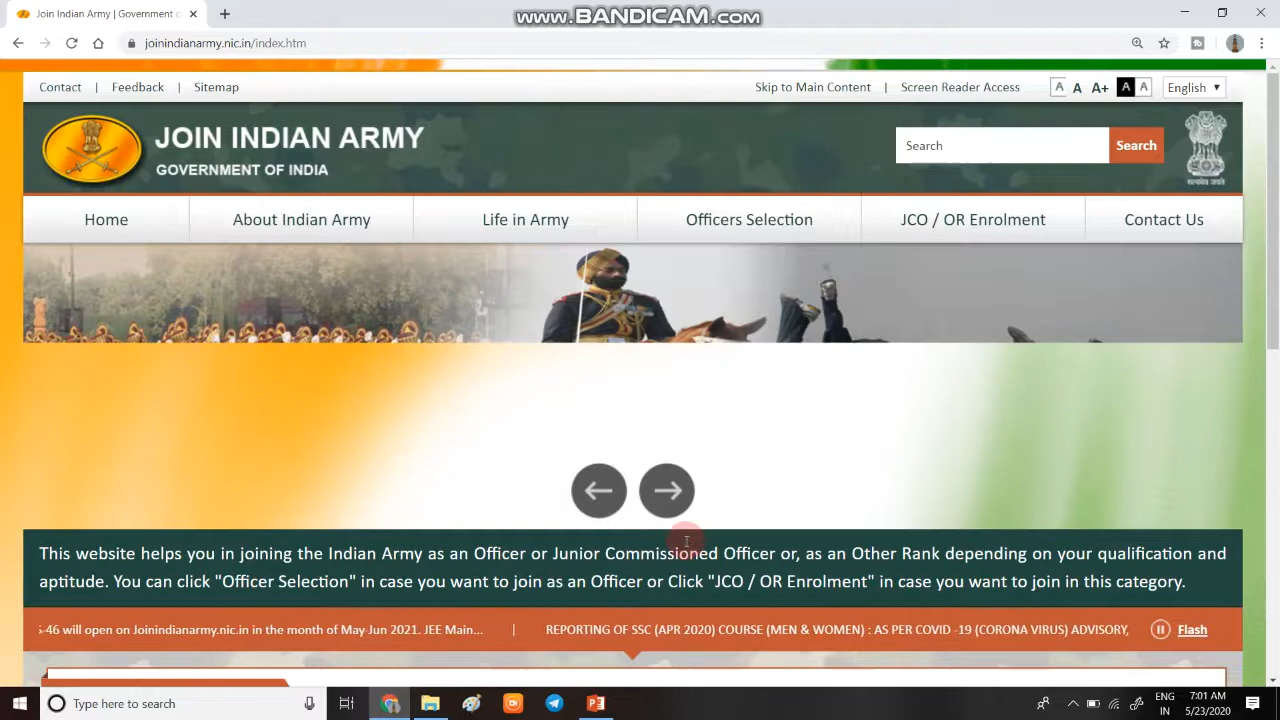 www.BANDICAM.com
Join Indian Army | Government c
joinindianarmy.nic.in/index.htm
Contact | Feedback | Sitemap
Skip to Main Content | Screen Reader Access
A A A+ A A English
JOIN INDIAN ARMY
GOVERNMENT OF INDIA
Search Search
सत्यमेव जयते
Home About Indian Army Life in Army Officers Selection JCO / OR Enrolment Contact Us
This website helps you in joining the Indian Army as an Officer or Junior Commissioned Officer or, as an Other Rank depending on your qualification and
aptitude. You can click "Officer Selection" in case you want to join as an Officer or Click "JCO / OR Enrolment" in case you want to join in this category.
-46 will open on Joinindianarmy.nic.in in the month of May-Jun 2021. JEE Main... | REPORTING OF SSC (APR 2020) COURSE (MEN & WOMEN) : AS PER COVID -19 (CORONA VIRUS) ADVISORY, Flash
Type here to search
ENG 7:01 AM
IN 5/23/2020